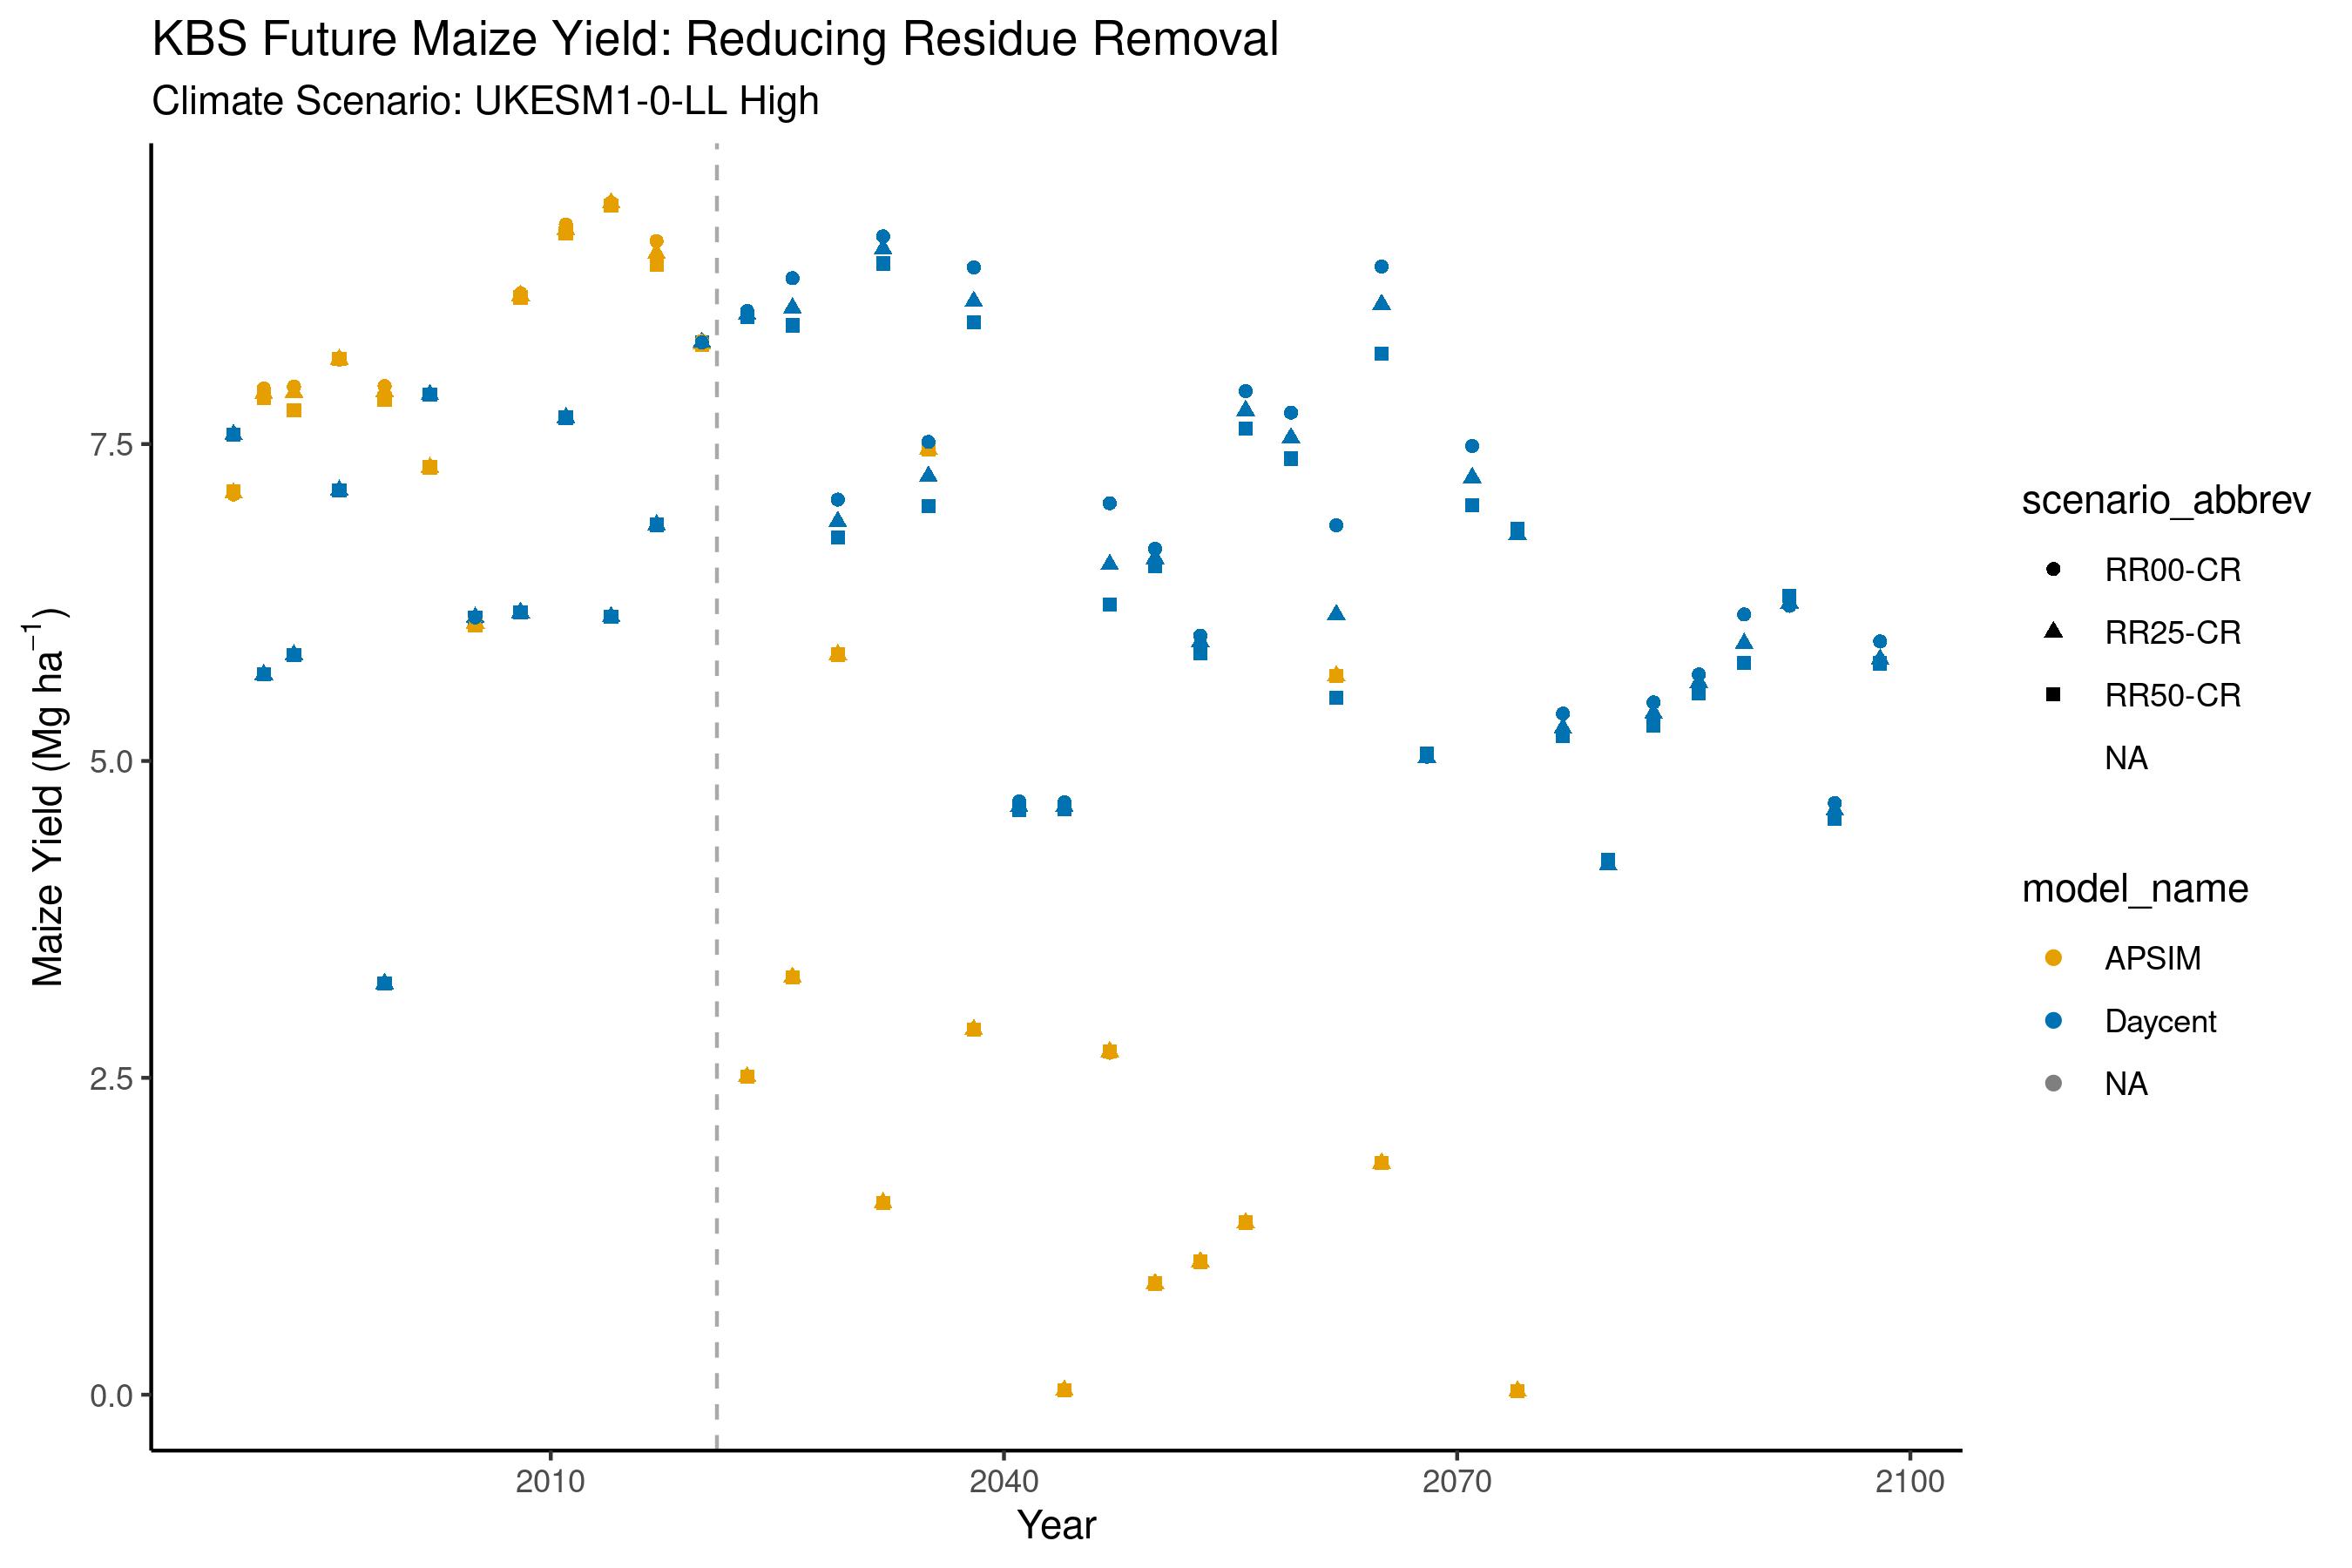 KBS Future Maize Yield: Reducing Residue Removal
Climate Scenario: UKESM1-0-LL High
Maize Yield (Mg ha⁻¹)
7.5
5.0
2.5
0.0
2010
2040
2070
2100
Year
scenario_abbrev
RR00-CR
RR25-CR
RR50-CR
NA
model_name
APSIM
Daycent
NA